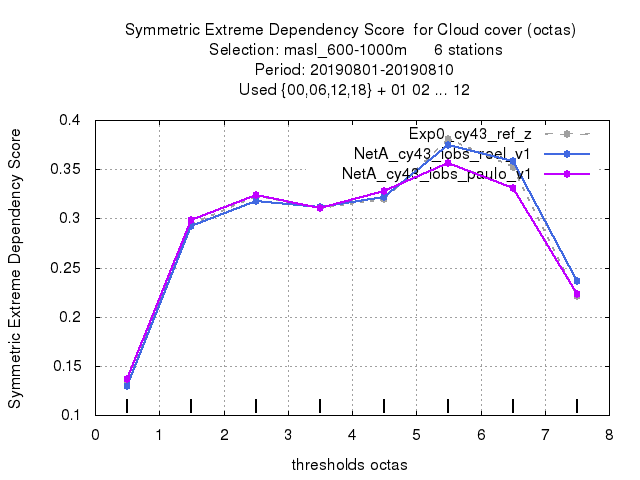 Symmetric Extreme Dependency Score  for Cloud cover (octas)
Selection: masl_600-1000m      6 stations
Period: 20190801-20190810
Used {00,06,12,18} + 01 02 ... 12
Symmetric Extreme Dependency Score
0.4
0.35
0.3
0.25
0.2
0.15
0.1
Exp0_cy43_ref_z
NetA_cy43_iobs_roel_v1
NetA_cy43_iobs_paulo_v1
0 1 2 3 4 5 6 7 8
thresholds octas